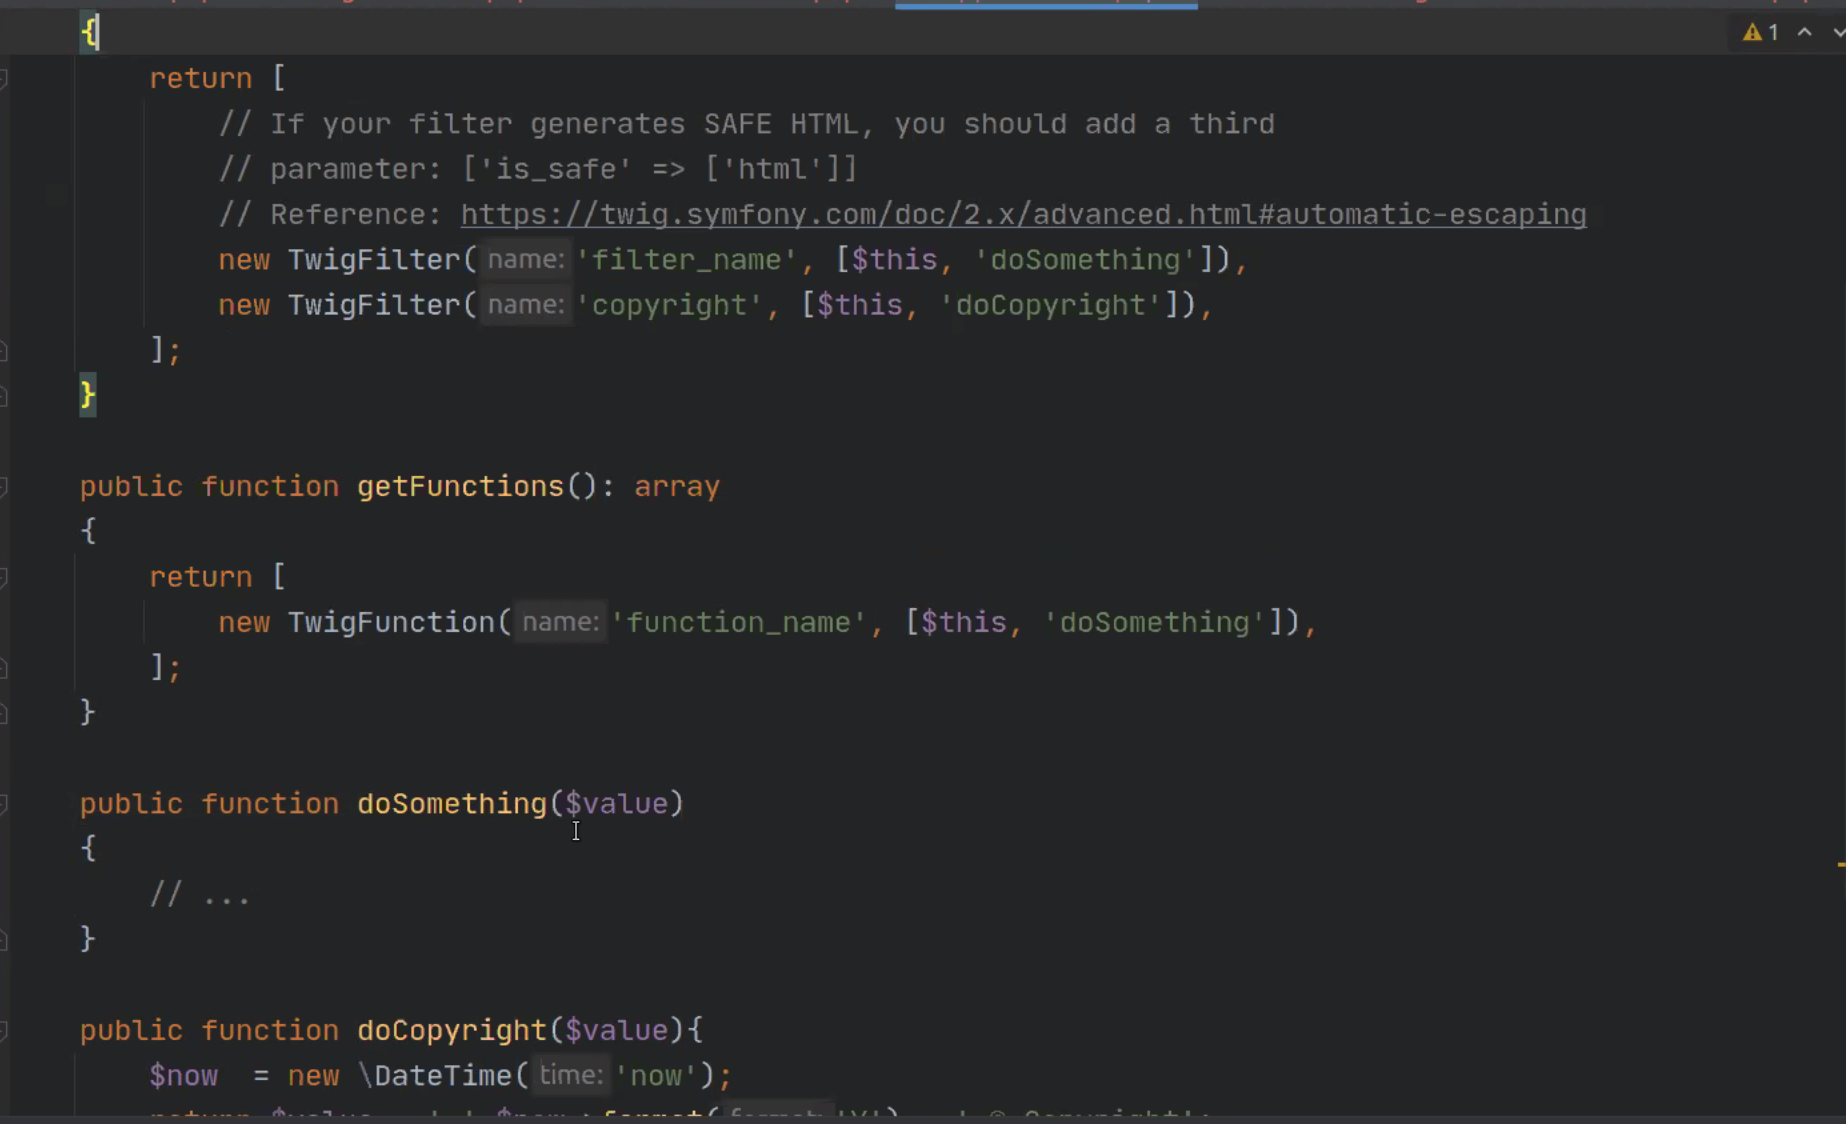 {
1
return [
// If your filter generates SAFE HTML, you should add a third
// parameter: ['is_safe' => ['html']]
// Reference: https://twig.symfony.com/doc/2.x/advanced.html#automatic-escaping
new TwigFilter( name: 'filter_name', [$this, 'doSomething']),
new TwigFilter( name: 'copyright', [$this, 'doCopyright']),
];
}
public function getFunctions(): array
{
return [
new TwigFunction( name: 'function_name', [$this, 'doSomething']),
];
}
public function doSomething($value)
{
// ...
}
public function doCopyright($value){
$now  = new \DateTime( time: 'now');